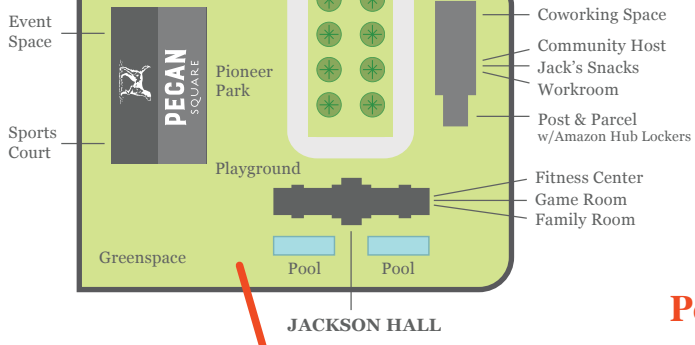 Event
Space
Sports
Court
PECAN
SQUARE
Pioneer
Park
Playground
Greenspace
Pool
Pool
JACKSON HALL
Coworking Space
Community Host
Jack's Snacks
Workroom
Post & Parcel
w/Amazon Hub Lockers
Fitness Center
Game Room
Family Room